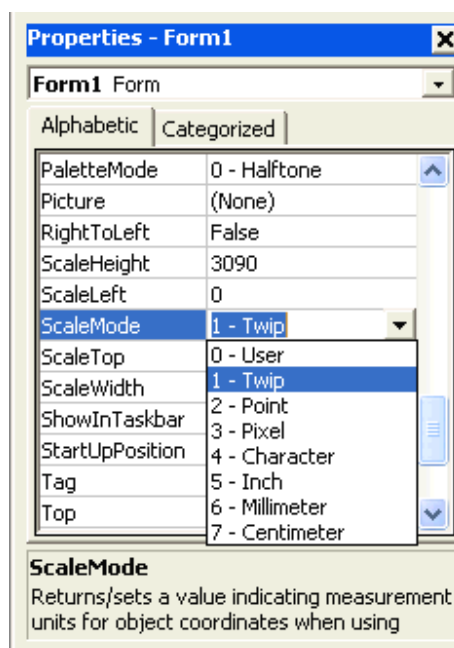 Properties - Form1
Form1 Form
Alphabetic Categorized
PaletteMode 0 - Halftone
Picture (None)
RightToLeft False
ScaleHeight 3090
ScaleLeft 0
ScaleMode 1 - Twip
ScaleTop 0 - User
ScaleWidth 1 - Twip
ShowInTaskbar 2 - Point
3 - Pixel
StartUpPosition 4 - Character
Tag 5 - Inch
Top 6 - Millimeter
7 - Centimeter
ScaleMode
Returns/sets a value indicating measurement
units for object coordinates when using